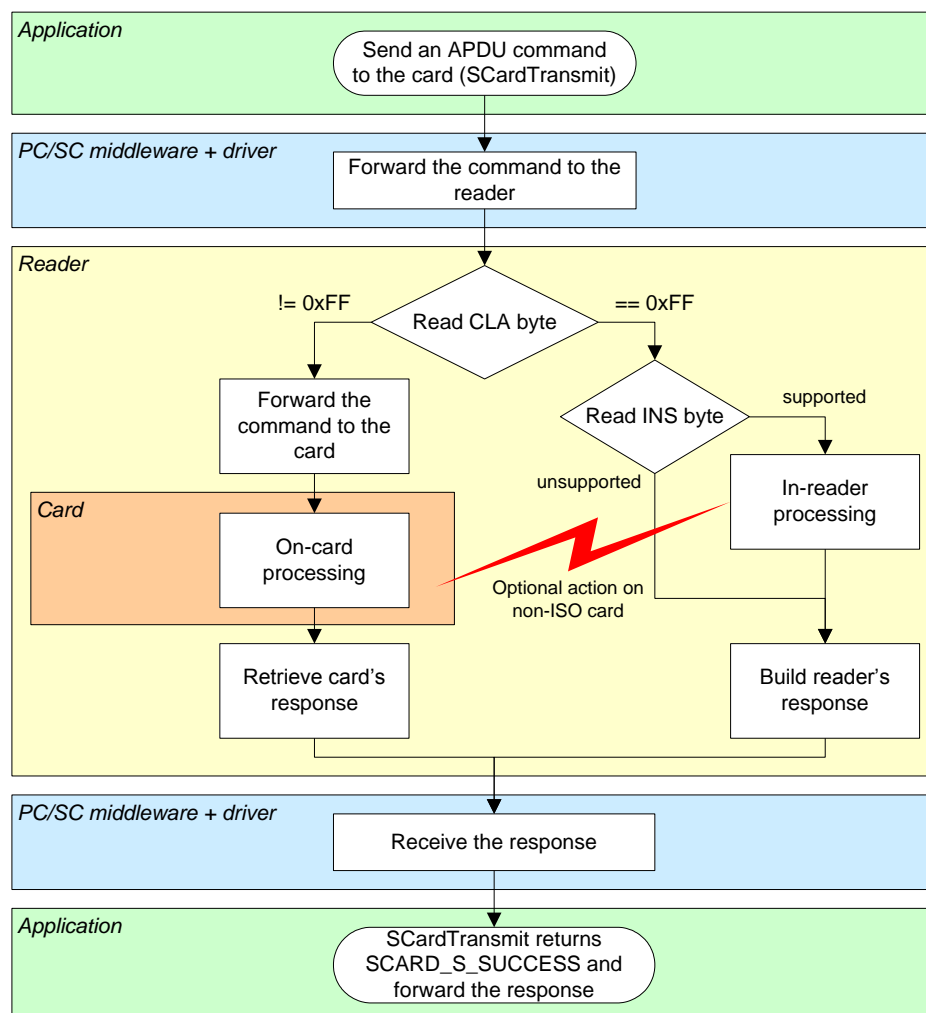 Application
Send an APDU command
to the card (SCardTransmit)
PC/SC middleware + driver
Forward the command to the
reader
Reader
!= 0xFF
Read CLA byte
== 0xFF
Forward the
command to the
card
Read INS byte
supported
unsupported
In-reader
processing
Card
On-card
processing
Optional action on
non-ISO card
Retrieve card's
response
Build reader's
response
PC/SC middleware + driver
Receive the response
Application
SCardTransmit returns
SCARD_S_SUCCESS and
forward the response